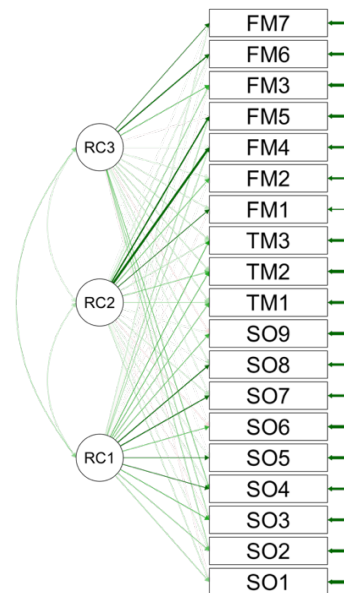 FM7
FM6
FM3
FM5
FM4
FM2
FM1
TM3
TM2
TM1
SO9
SO8
SO7
SO6
SO5
SO4
SO3
SO2
SO1
RC3
RC2
RC1